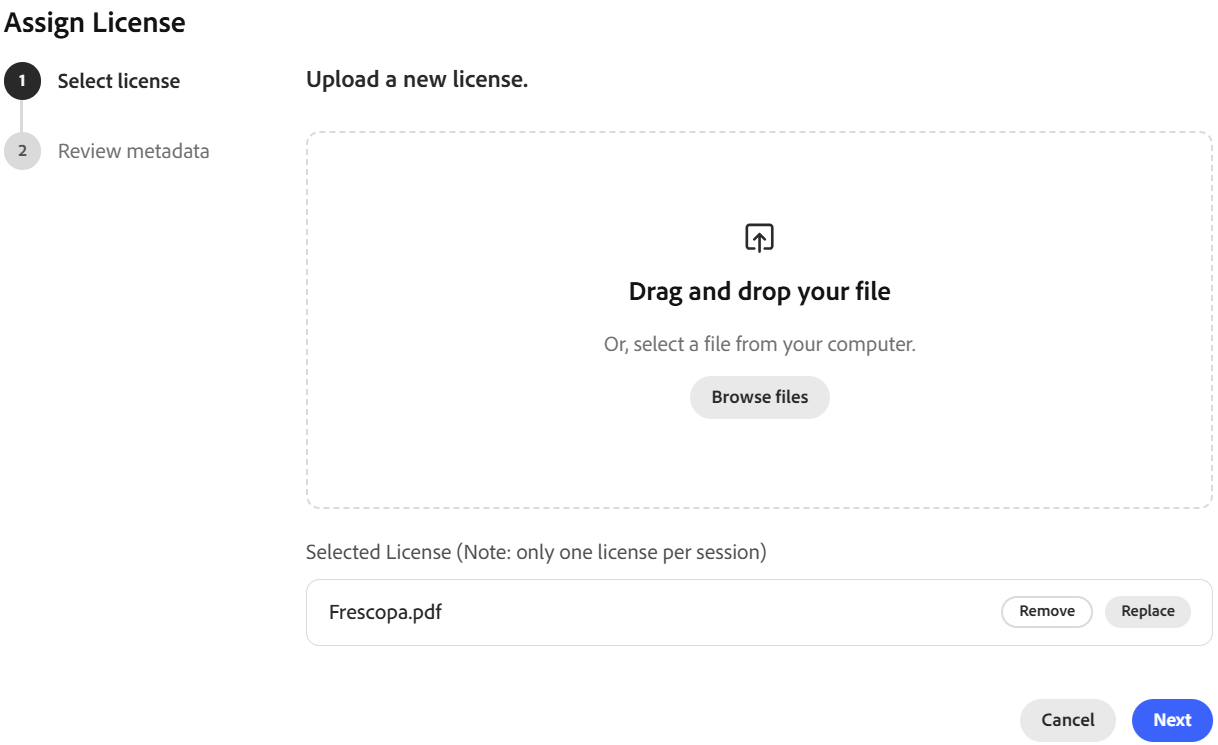 Assign License
1 Select license
2 Review metadata
Upload a new license.
Drag and drop your file
Or, select a file from your computer.
Browse files
Selected License (Note: only one license per session)
Frescopa.pdf
Remove
Replace
Cancel
Next